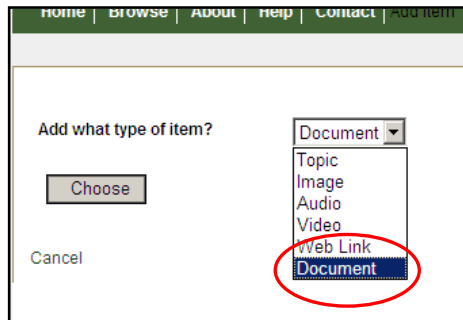 Home | Browse | About | Help | Contact | Add item
Add what type of item? Document
Topic
Image
Choose
Audio
Video
Web Link
Cancel
Document